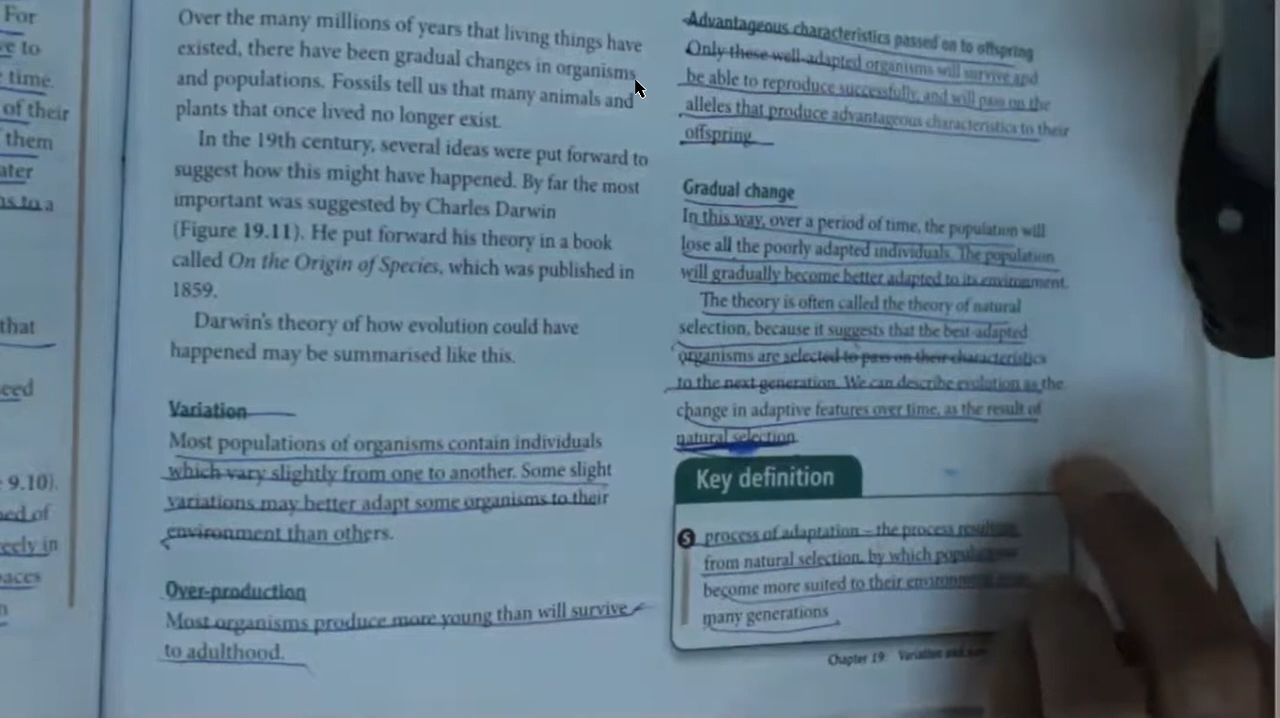 For
ve to
time.
of their
them
ater
ns to a
that
eed
9.10).
ned of
eely in
paces
n
Over the many millions of years that living things have
existed, there have been gradual changes in organisms
and populations. Fossils tell us that many animals and
plants that once lived no longer exist.
In the 19th century, several ideas were put forward to
suggest how this might have happened. By far the most
important was suggested by Charles Darwin
(Figure 19.11). He put forward his theory in a book
called On the Origin of Species, which was published in
1859.
Darwin's theory of how evolution could have
happened may be summarised like this.
Variation
Most populations of organisms contain individuals
which vary slightly from one to another. Some slight
variations may better adapt some organisms to their
environment than others.
Over-production
Most organisms produce more young than will survive
to adulthood.
Advantageous characteristics passed on to offspring
Only these well-adapted organisms will survive and
be able to reproduce successfully, and will pass on the
alleles that produce advantageous characteristics to their
offspring.
Gradual change
In this way, over a period of time, the population will
lose all the poorly adapted individuals. The population
will gradually become better adapted to its environment.
The theory is often called the theory of natural
selection, because it suggests that the best-adapted
organisms are selected to pass on their characteristics
to the next generation. We can describe evolution as the
change in adaptive features over time, as the result of
natural selection.
Key definition
S process of adaptation – the process resulting
from natural selection, by which populations
become more suited to their environment over
many generations
Chapter 19: Variation and